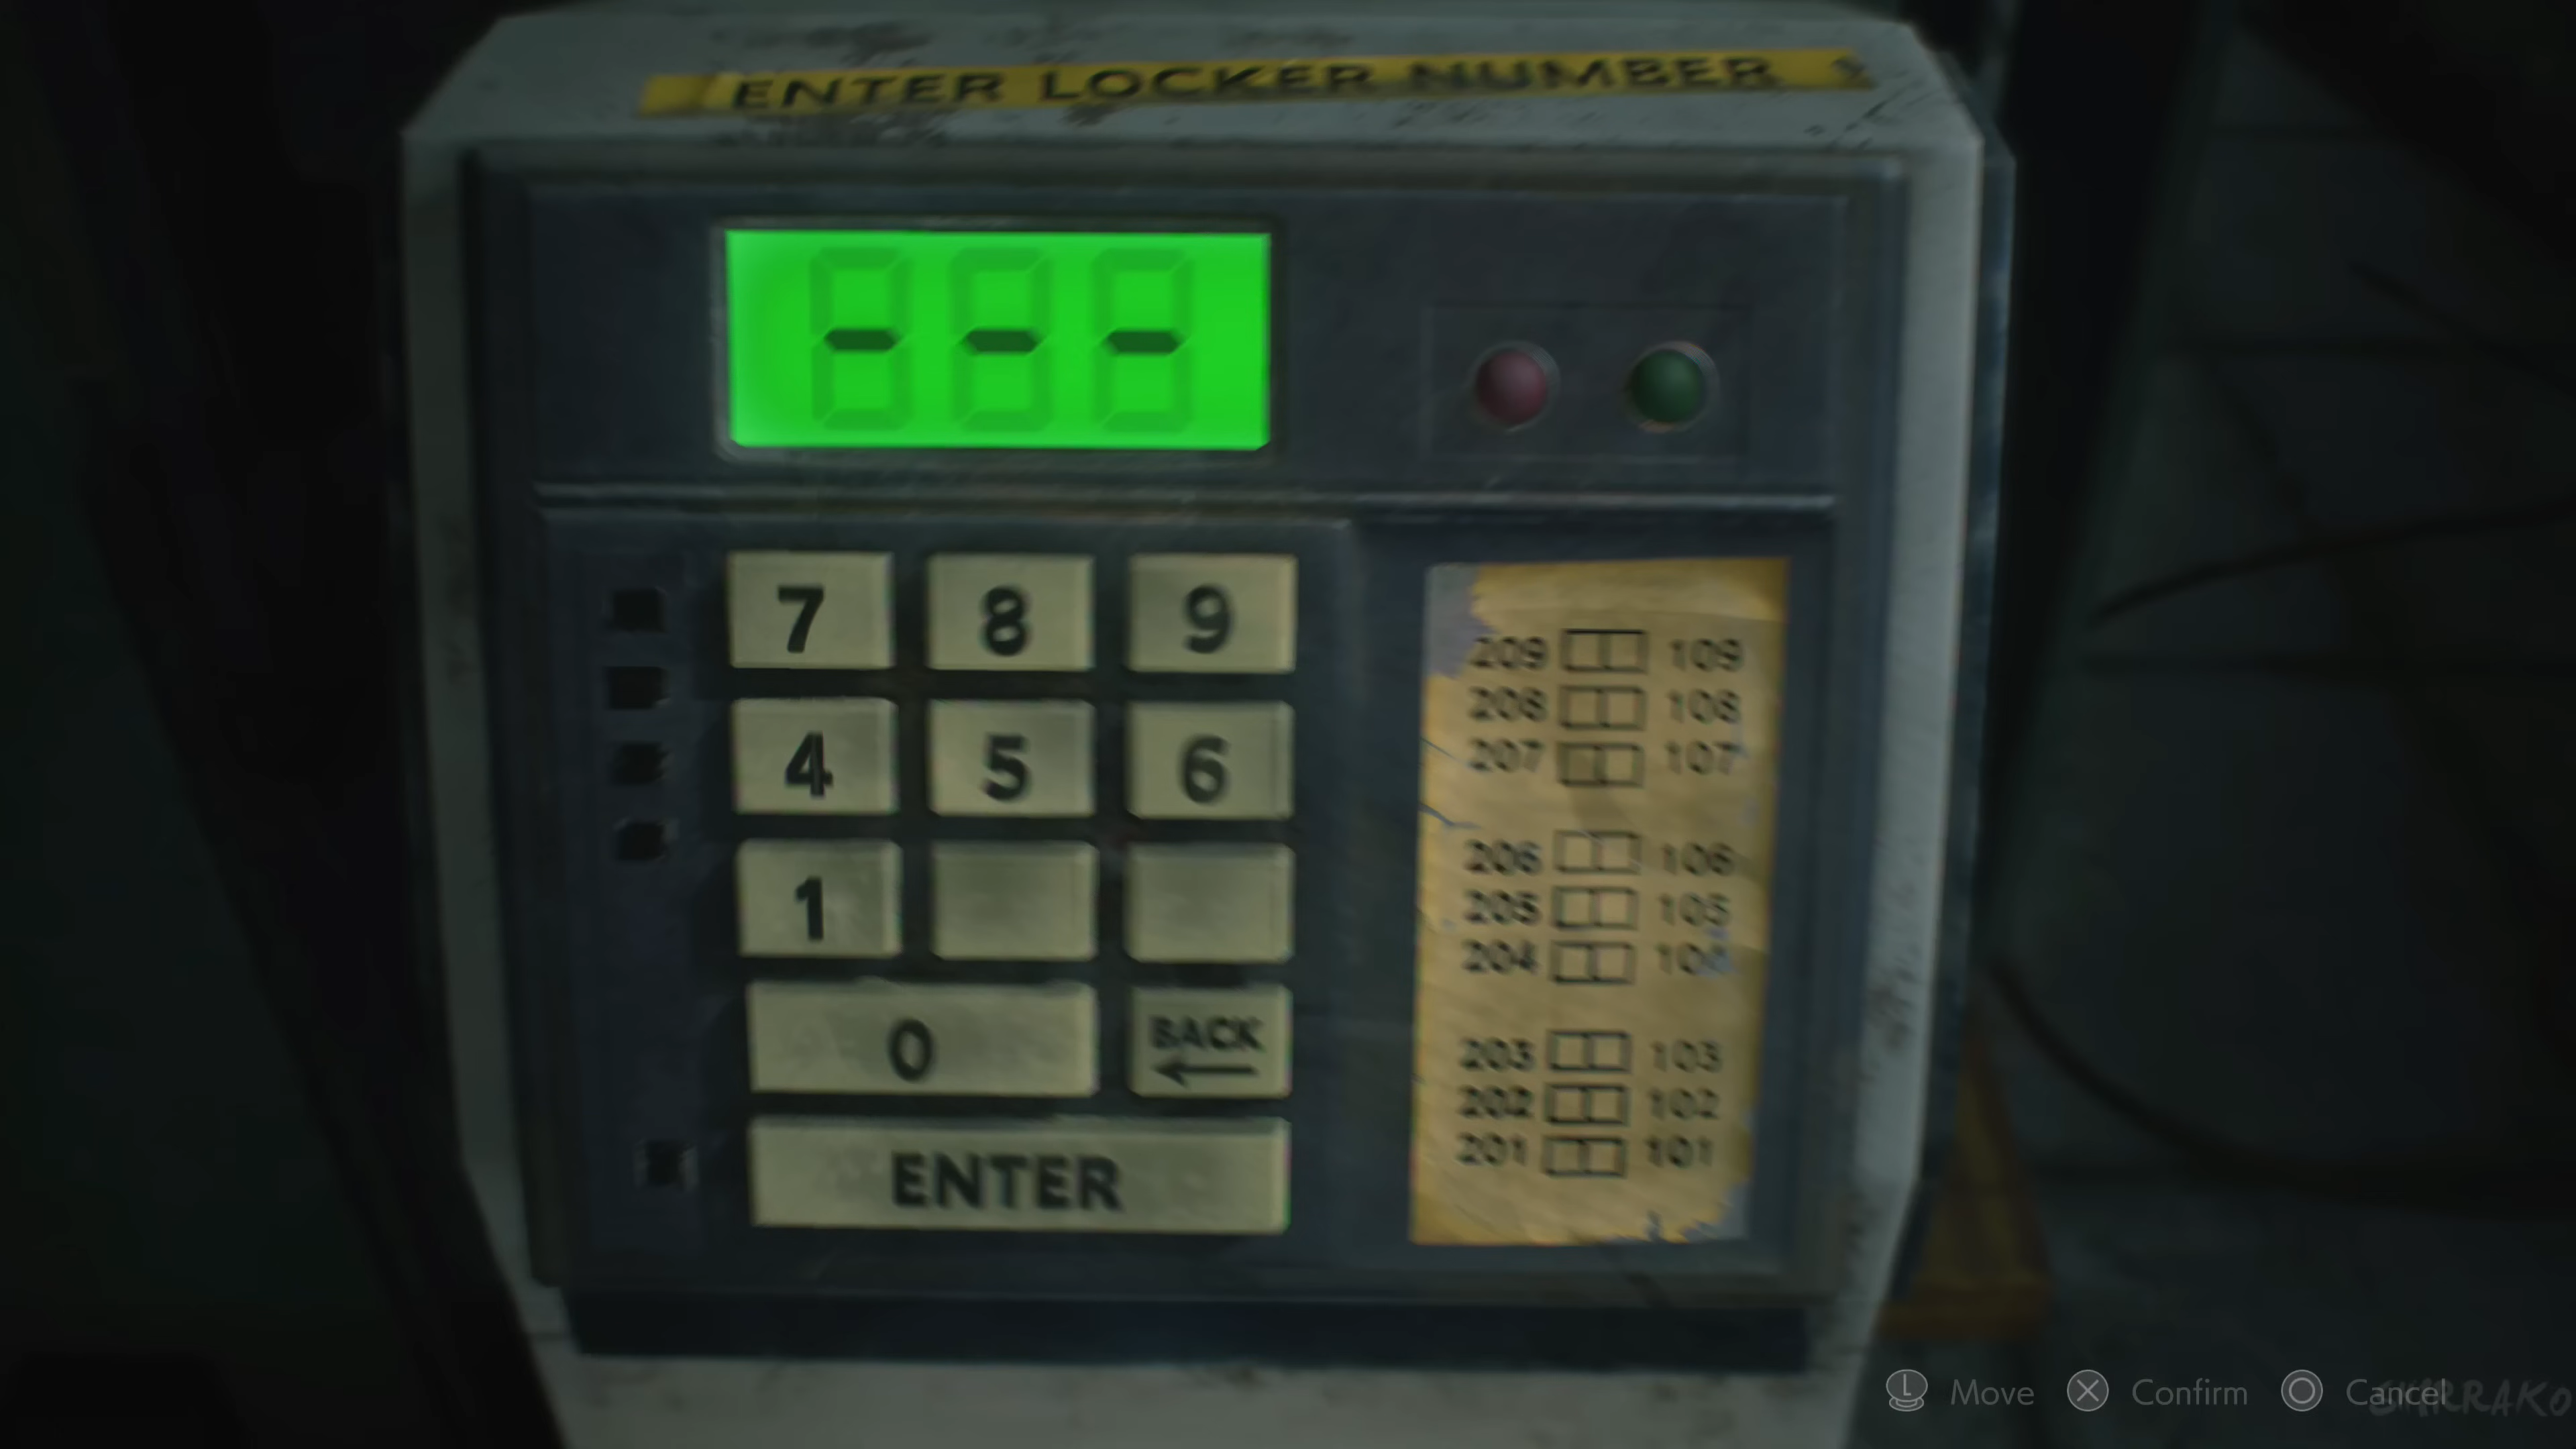 ENTER LOCKER NUMBER
---
7 8 9
4 5 6
1
0 BACK
ENTER
209 109
208 108
207 107
206 106
205 105
204
203 103
202 102
201 101
L Move Confirm Cancel